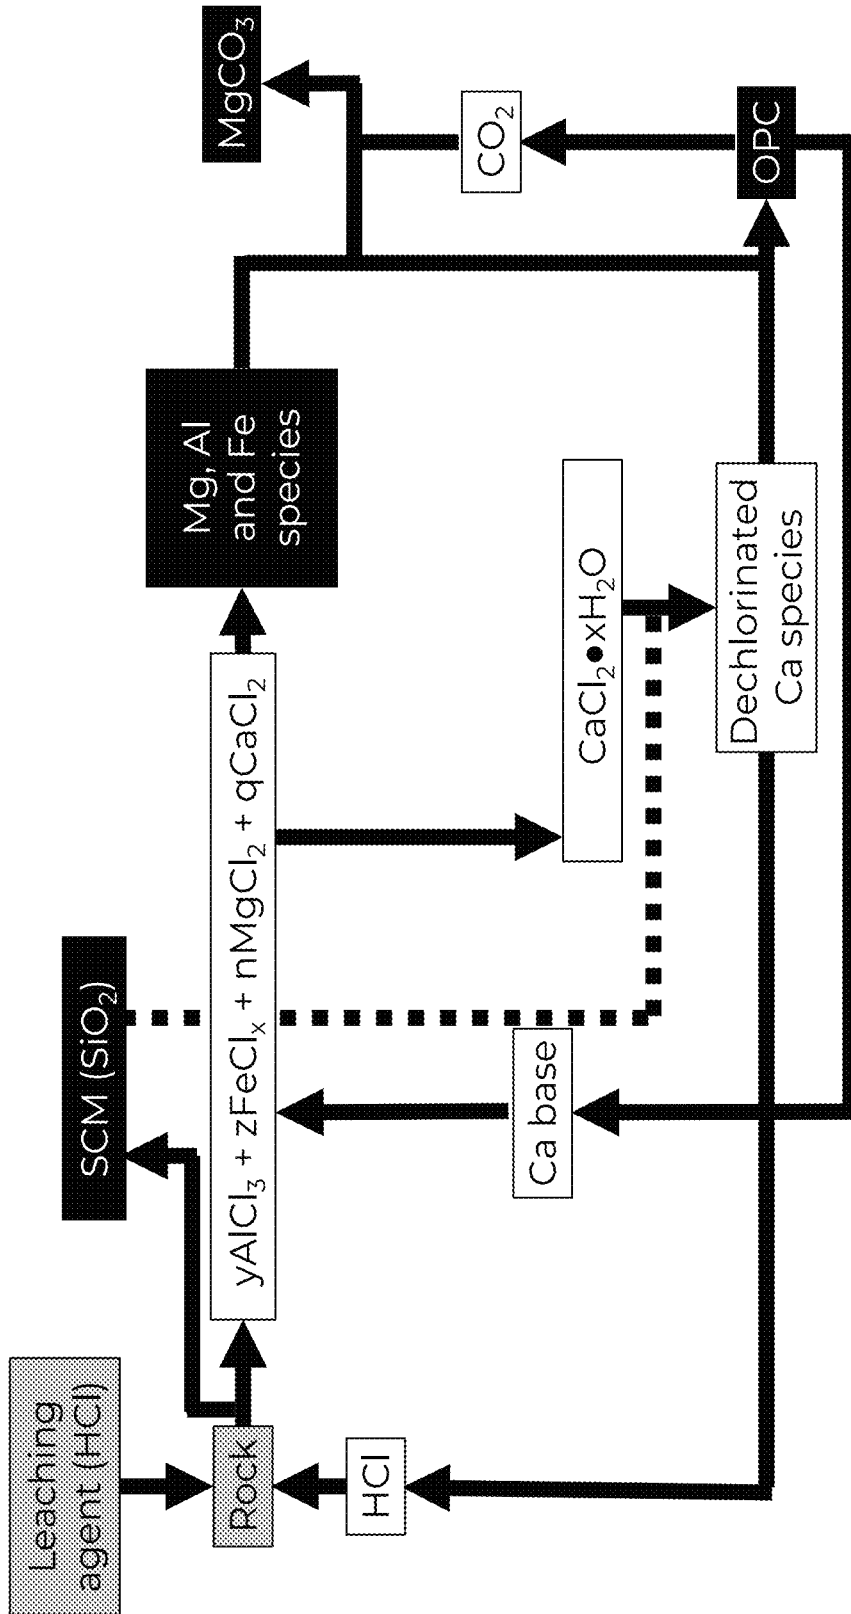 Leaching
agent (HCl)
Rock
HCl
SCM (SiO₂)
yAlCl₃ + zFeClₓ + nMgCl₂ + qCaCl₂
Ca base
CaCl₂●xH₂O
Dechlorinated
Ca species
Mg, Al
and Fe
species
MgCO₃
CO₂
OPC